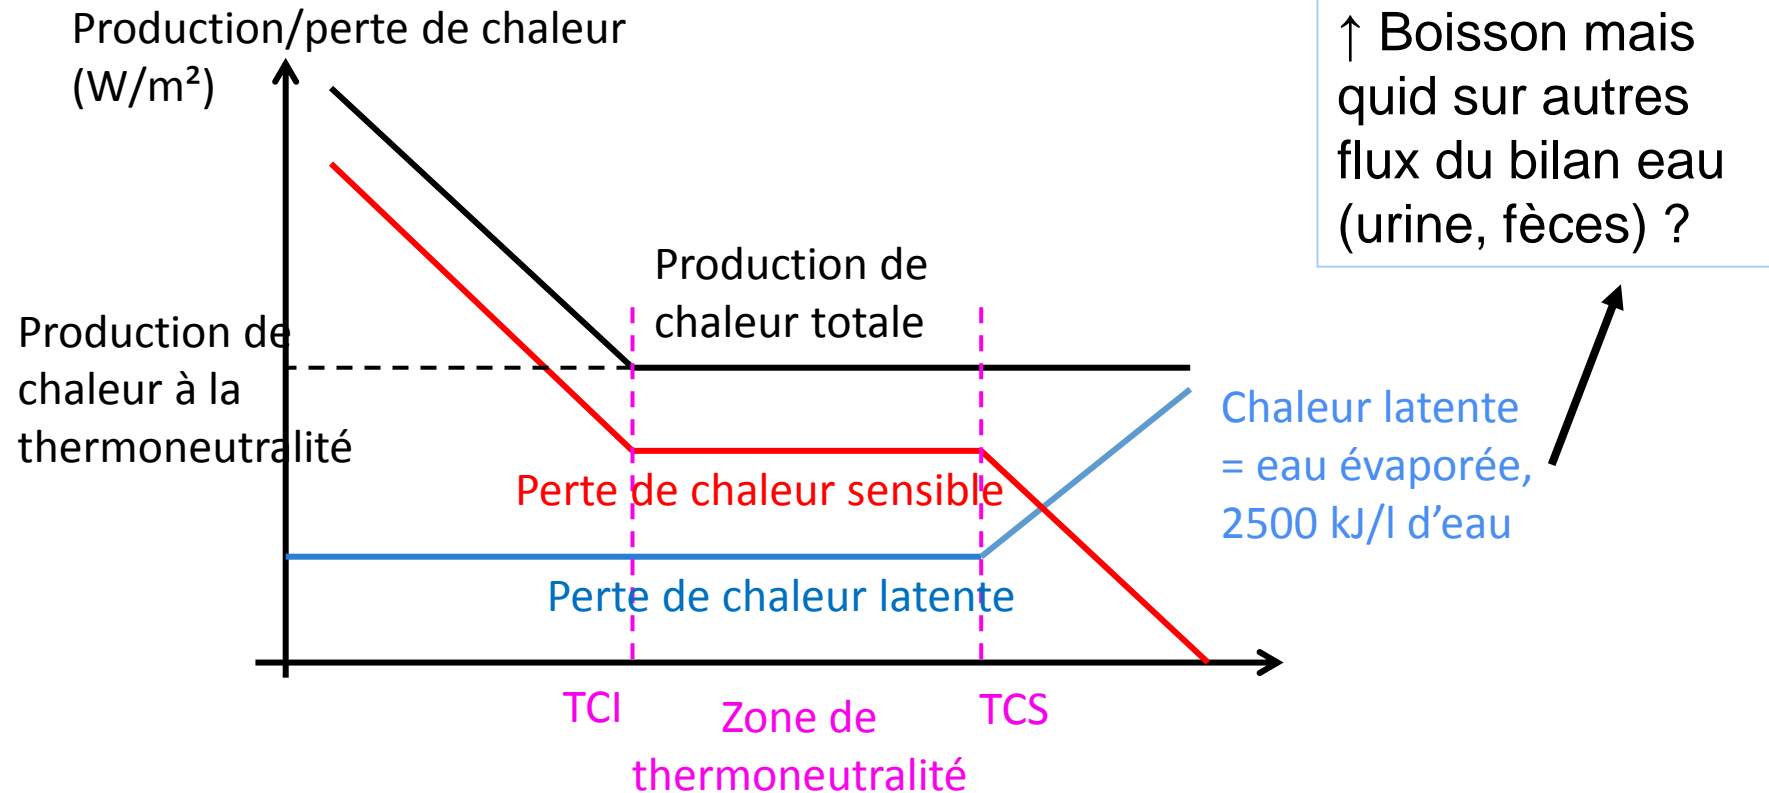 Production/perte de chaleur
(W/m²)
↑ Boisson mais
quid sur autres
flux du bilan eau
(urine, fèces) ?
Production de
chaleur totale
Production de
chaleur à la
thermoneutralité
Chaleur latente
= eau évaporée,
2500 kJ/l d’eau
Perte de chaleur sensible
Perte de chaleur latente
TCI
Zone de
thermoneutralité
TCS